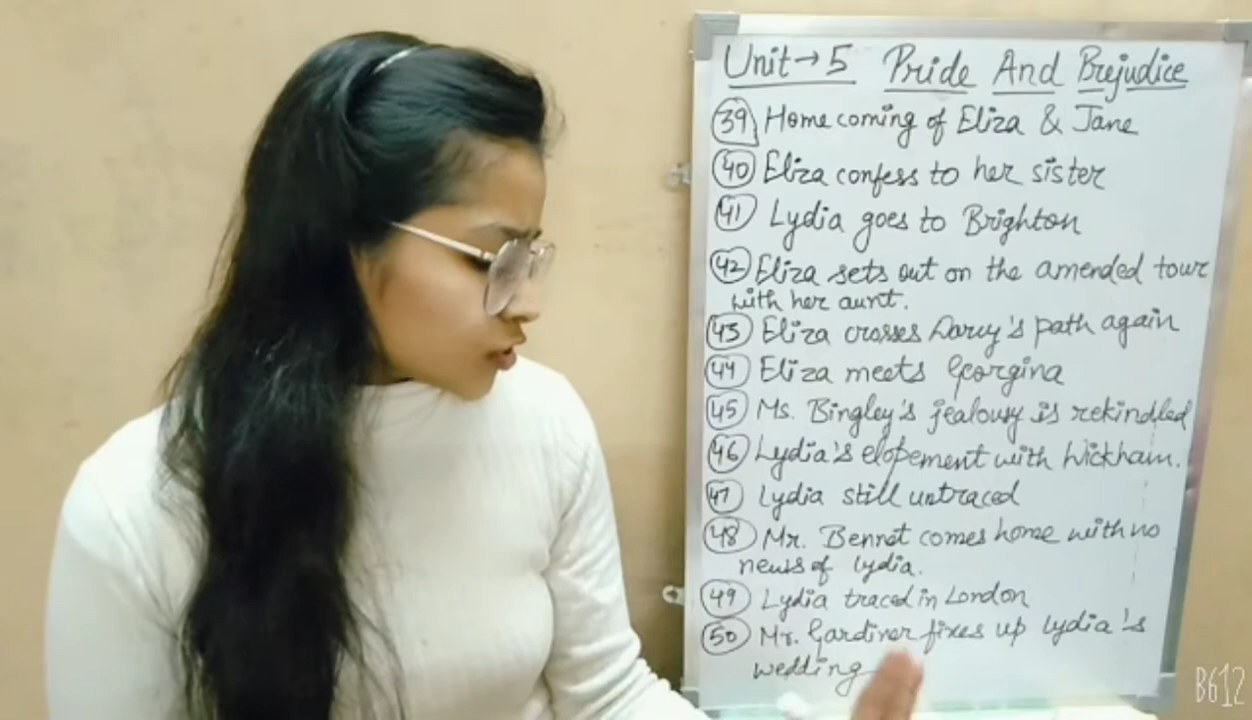 Unit→5 Pride And Prejudice
39 Homecoming of Eliza & Jane
40 Eliza confess to her sister
41 Lydia goes to Brighton
42 Eliza sets out on the amended tour
with her aunt.
43 Eliza crosses Darcy's path again
44 Eliza meets Georgina
45 Ms. Bingley's jealousy is rekindled
46 Lydia's elopement with Wickham.
47 Lydia still untraced
48 Mr. Bennet comes home with no
news of Lydia.
49 Lydia traced in London
50 Mr. Gardiner fixes up Lydia's
wedding
B612